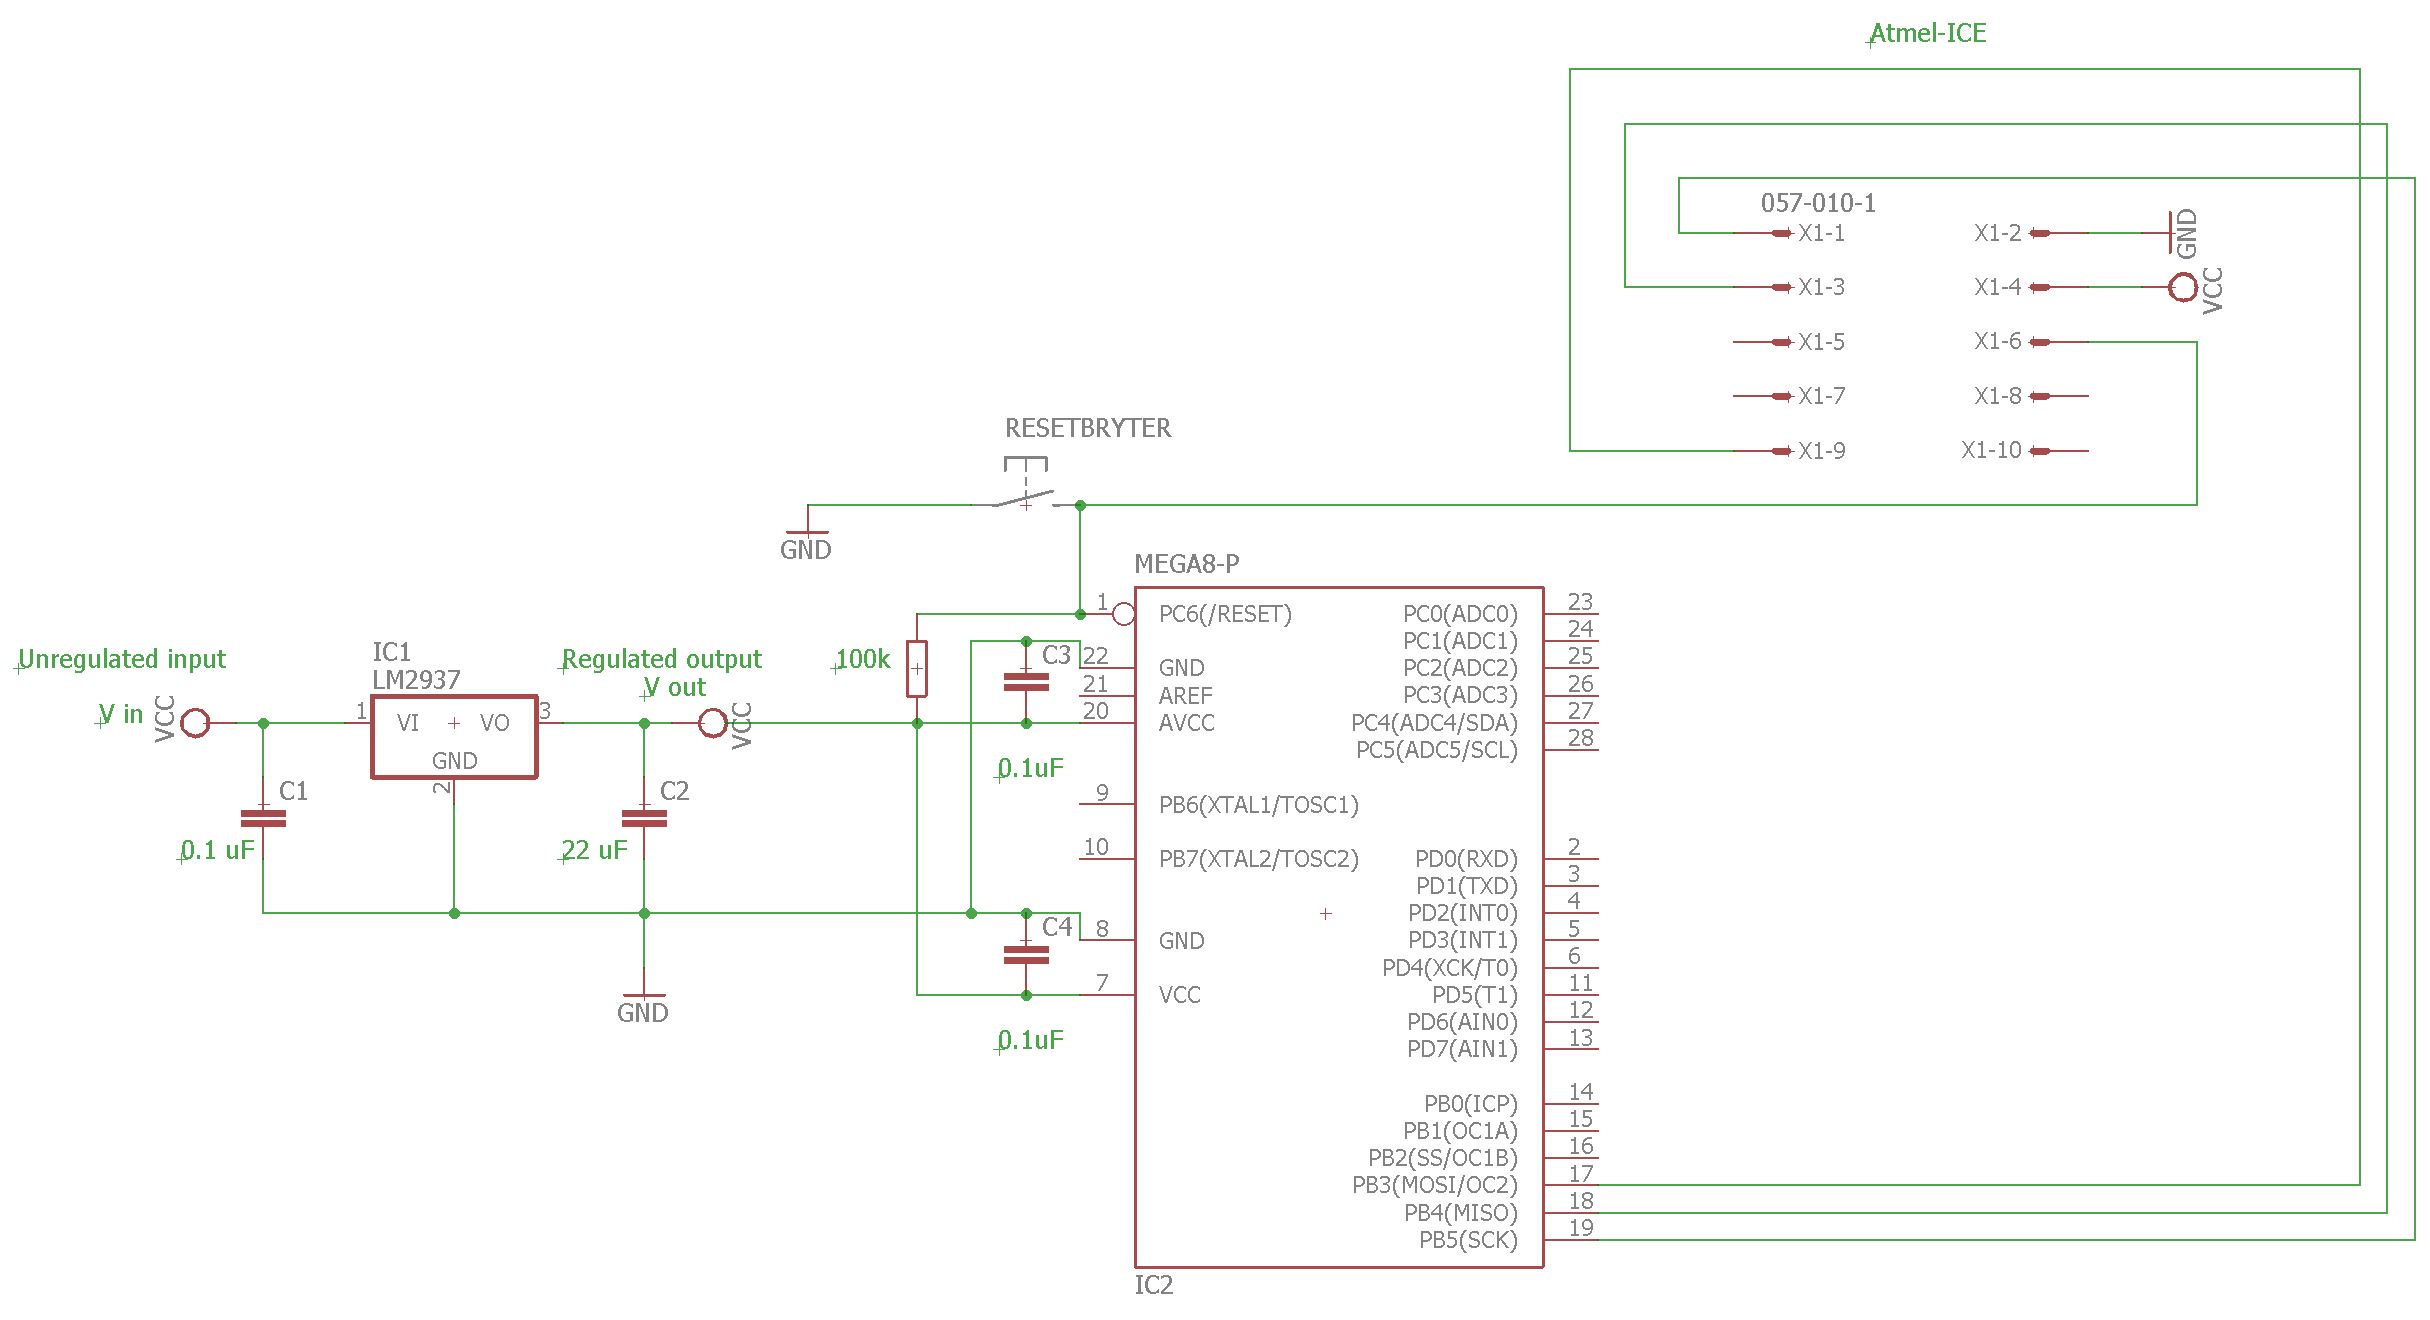 Atmel-ICE
057-010-1
X1-1
X1-2
GND
X1-3
X1-4
VCC
X1-5
X1-6
X1-7
X1-8
X1-9
X1-10
RESETBRYTER
GND
Unregulated input
V in
VCC
IC1
LM2937
1
VI
VO
3
GND
2
Regulated output
V out
VCC
C1
0.1 uF
C2
22 uF
GND
100k
C3
0.1uF
C4
0.1uF
MEGA8-P
1
PC6(/RESET)
22
GND
21
AREF
20
AVCC
9
PB6(XTAL1/TOSC1)
10
PB7(XTAL2/TOSC2)
8
GND
7
VCC
PC0(ADC0)
23
PC1(ADC1)
24
PC2(ADC2)
25
PC3(ADC3)
26
PC4(ADC4/SDA)
27
PC5(ADC5/SCL)
28
PD0(RXD)
2
PD1(TXD)
3
PD2(INT0)
4
PD3(INT1)
5
PD4(XCK/T0)
6
PD5(T1)
11
PD6(AIN0)
12
PD7(AIN1)
13
PB0(ICP)
14
PB1(OC1A)
15
PB2(SS/OC1B)
16
PB3(MOSI/OC2)
17
PB4(MISO)
18
PB5(SCK)
19
IC2